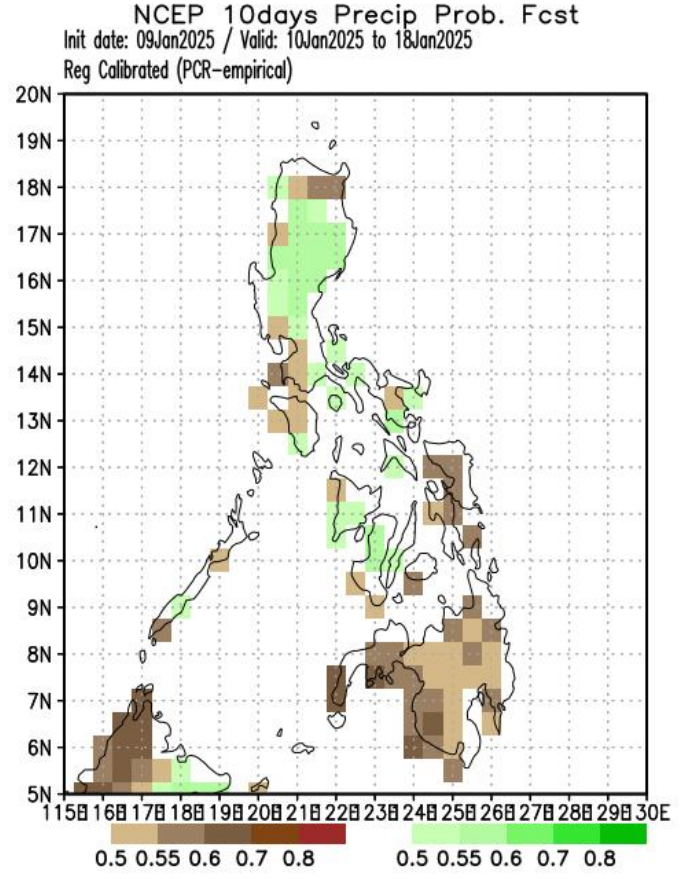 NCEP 10days Precip Prob. Fcst
Init date: 09Jan2025 / Valid: 10Jan2025 to 18Jan2025
Reg Calibrated (PCR-empirical)
20N
19N
18N
17N
16N
15N
14N
13N
12N
11N
10N
9N
8N
7N
6N
5N
115E 116E 117E 118E 119E 120E 121E 122E 123E 124E 125E 126E 127E 128E 129E 130E
0.5 0.55 0.6 0.7 0.8 0.5 0.55 0.6 0.7 0.8